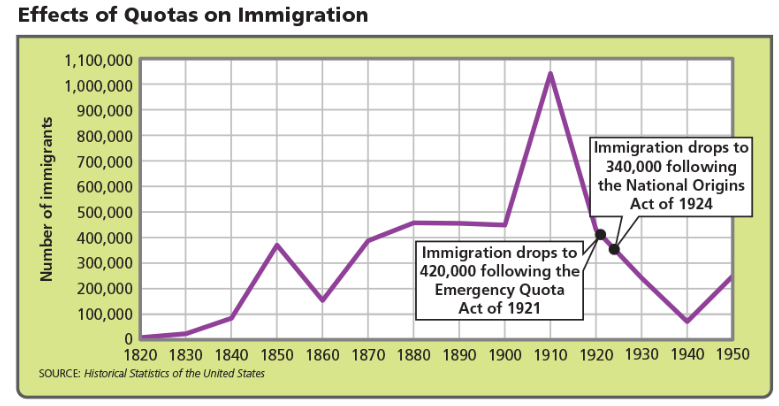 Effects of Quotas on Immigration
Number of immigrants
1,100,000
1,000,000
900,000
800,000
700,000
600,000
500,000
400,000
300,000
200,000
100,000
0
Immigration drops to
340,000 following
the National Origins
Act of 1924
Immigration drops to
420,000 following the
Emergency Quota
Act of 1921
1820 1830 1840 1850 1860 1870 1880 1890 1900 1910 1920 1930 1940 1950
SOURCE: Historical Statistics of the United States